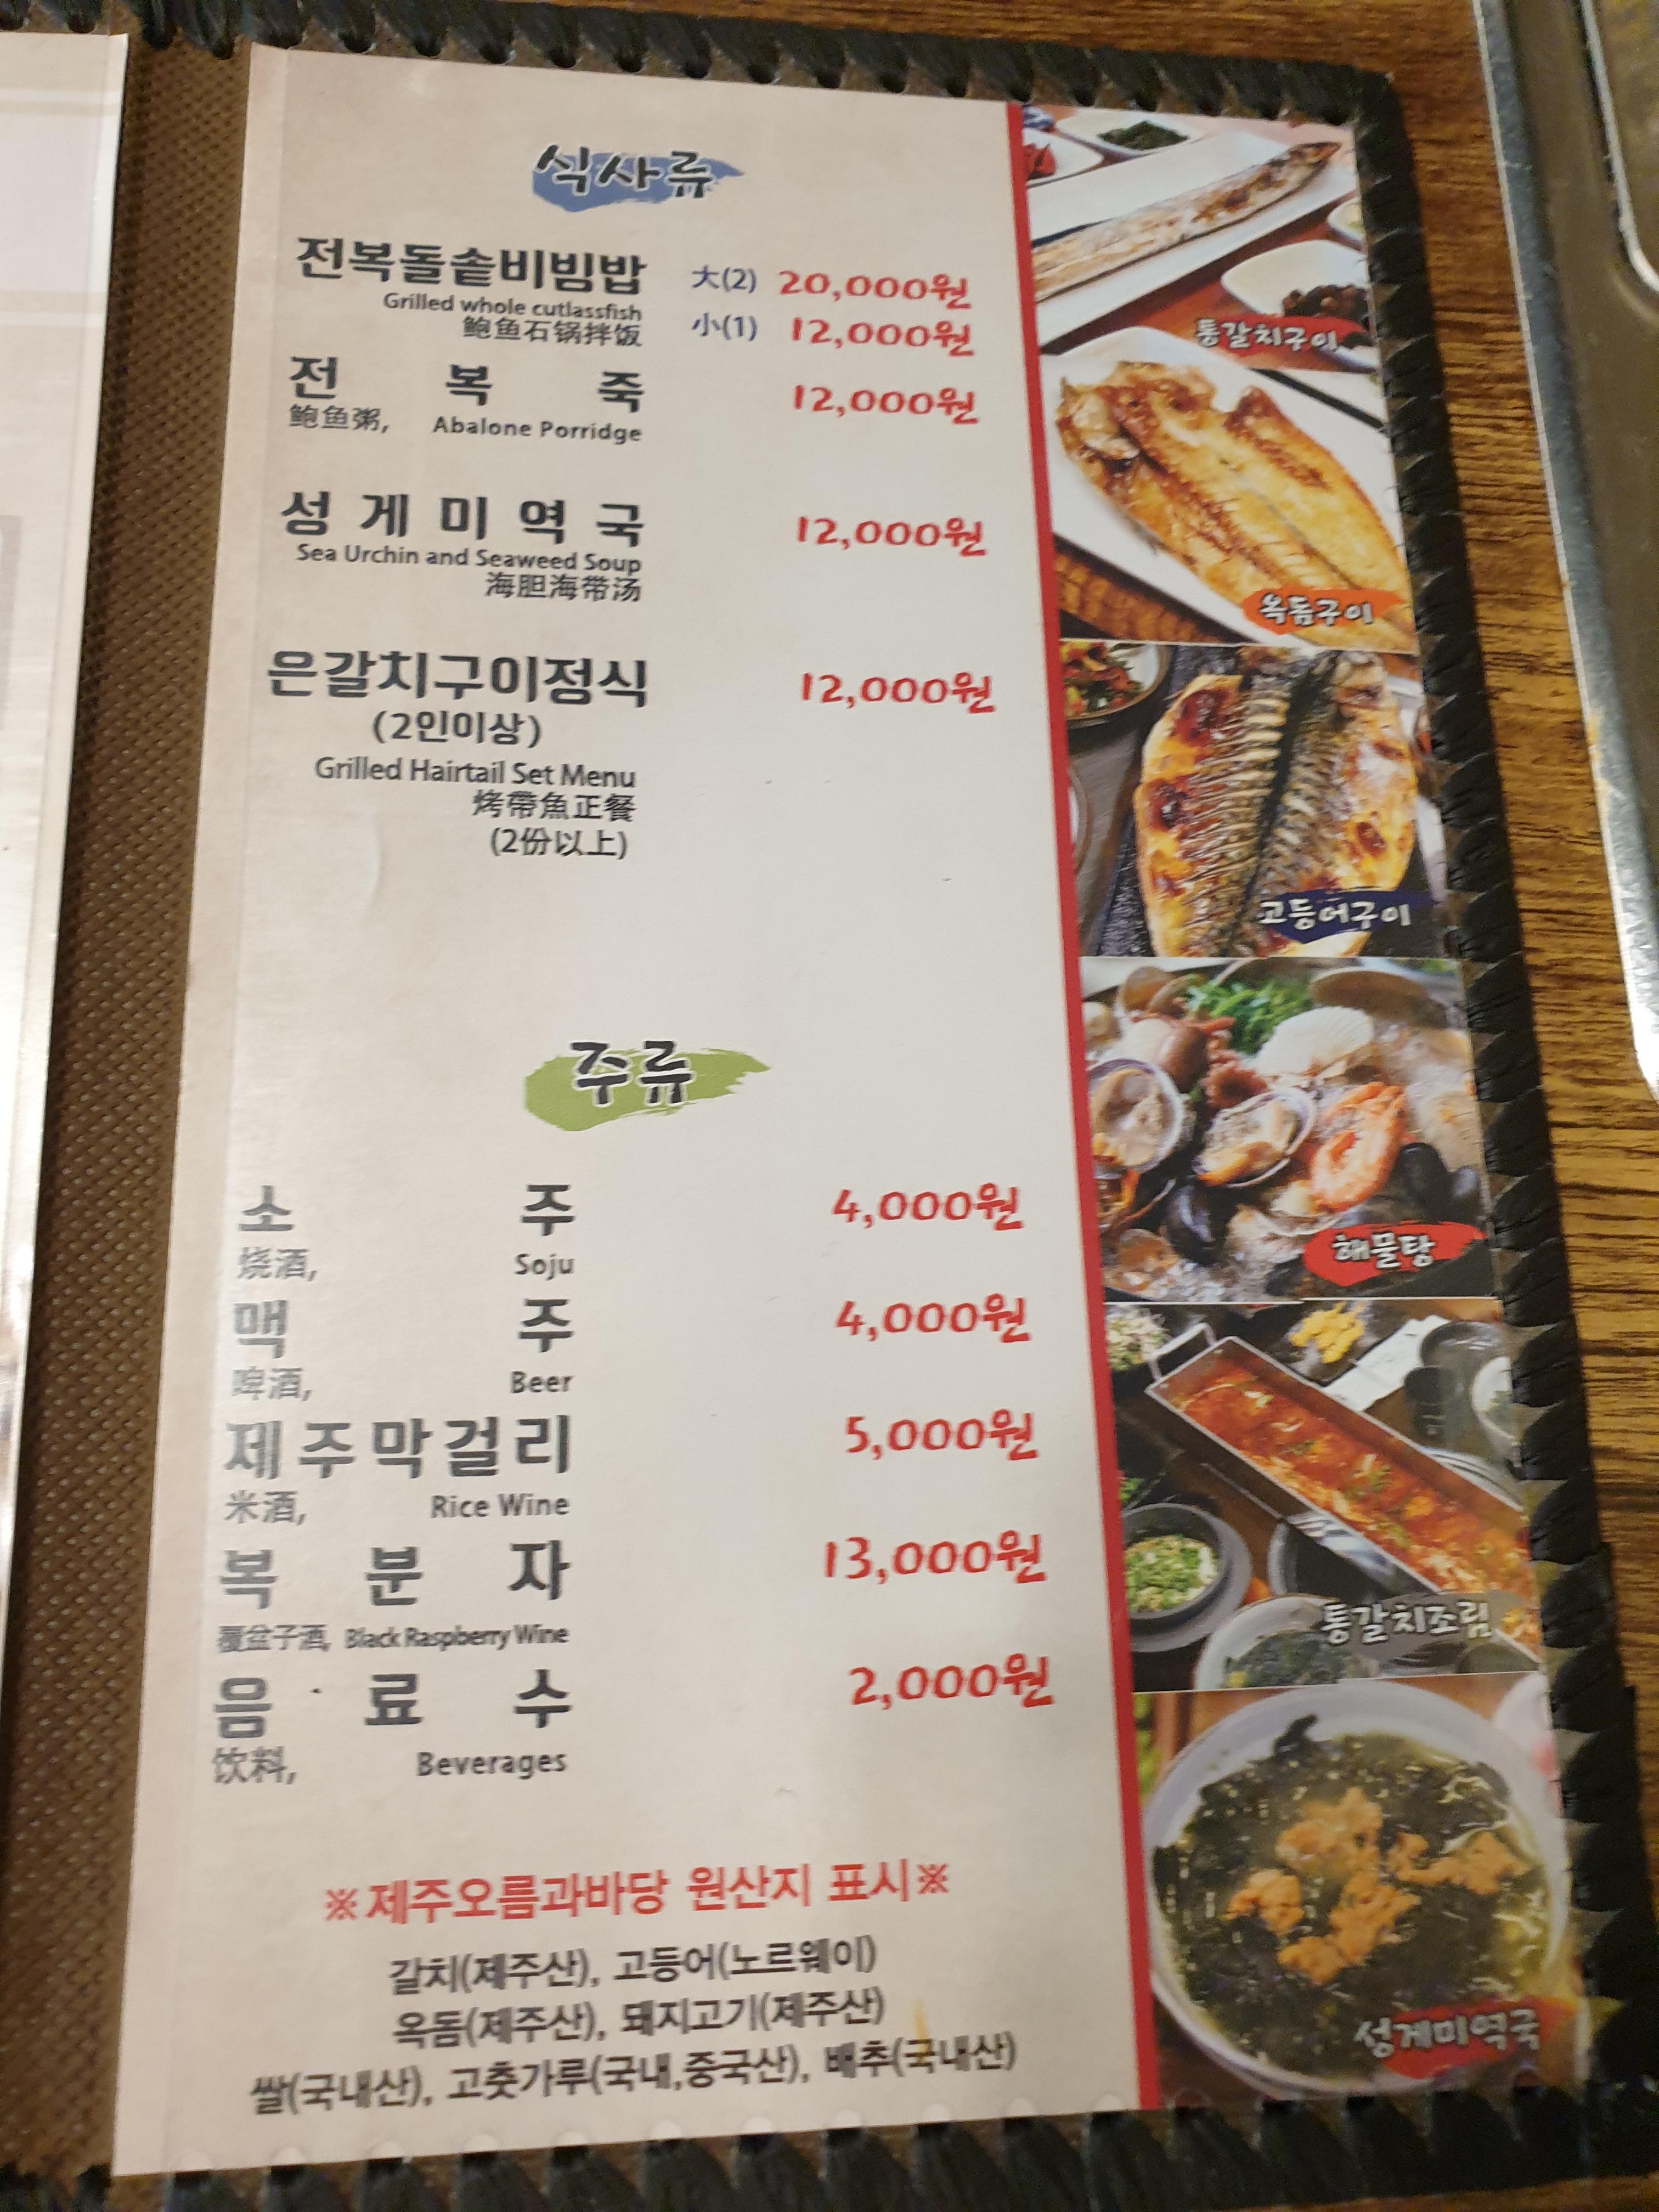 식사류
전복돌솥비빔밥 大(2) 20,000원
Grilled whole cutlassfish
鲍鱼石锅拌饭 小(1) 12,000원
전 복 죽 12,000원
鲍鱼粥, Abalone Porridge
성 게 미 역 국 12,000원
Sea Urchin and Seaweed Soup
海胆海带汤
은갈치구이정식 12,000원
(2인이상)
Grilled Hairtail Set Menu
烤帶魚正餐
(2份以上)
주류
소 주 4,000원
烧酒, Soju
맥 주 4,000원
啤酒, Beer
제주막걸리 5,000원
米酒, Rice Wine
복 분 자 13,000원
覆盆子酒, Black Raspberry Wine
음 료 수 2,000원
饮料, Beverages
※제주오름과바당 원산지 표시※
갈치(제주산), 고등어(노르웨이)
옥돔(제주산), 돼지고기(제주산)
쌀(국내산), 고춧가루(국내,중국산), 배추(국내산)
통갈치구이
옥돔구이
고등어구이
해물탕
통갈치조림
성게미역국